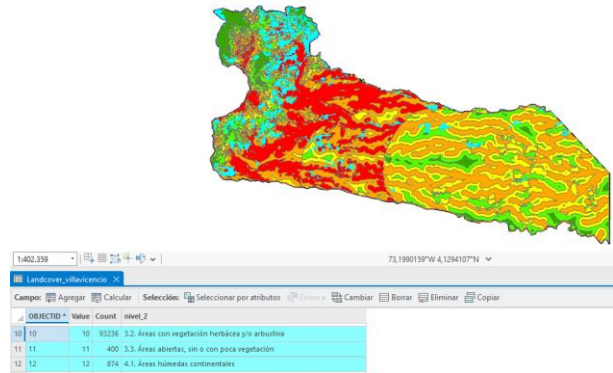 1:402.359 73,1990159°W 4,1294107°N
Landcover_villavicencio
Campo: Agregar Calcular Selección: Seleccionar por atributos Zoom a Cambiar Borrar Eliminar Copiar
OBJECTID * Value Count nivel_2
10 10 10 93236 3.2. Áreas con vegetación herbácea y/o arbustiva
11 11 11 400 3.3. Áreas abiertas, sin o con poca vegetación
12 12 12 874 4.1. Áreas húmedas continentales